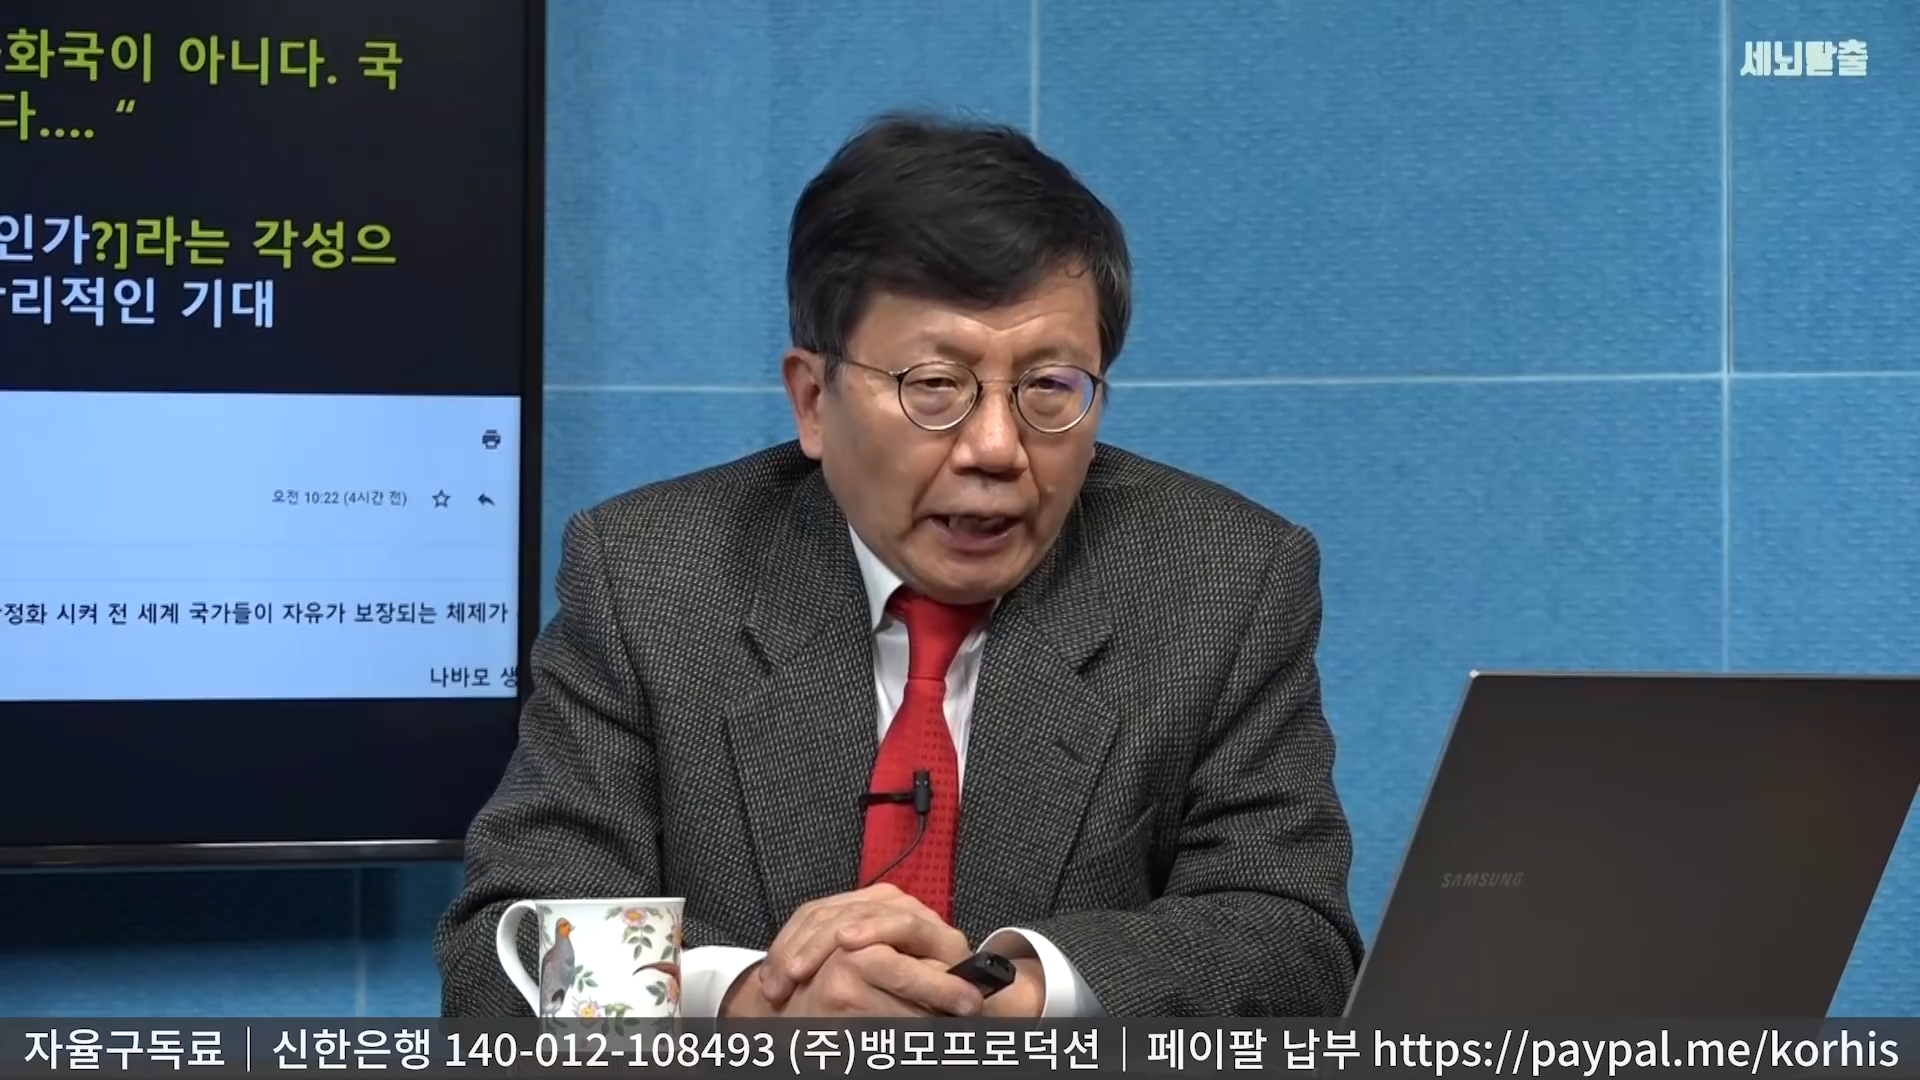 화국이 아니다. 국
다.... “
인가?]라는 각성으
리적인 기대
오전 10:22 (4시간 전)
정화 시켜 전 세계 국가들이 자유가 보장되는 체제가
나바모 생
세뇌탈출
SAMSUNG
자율구독료｜신한은행 140-012-108493 (주)뱅모프로덕션｜페이팔 납부 https://paypal.me/korhis